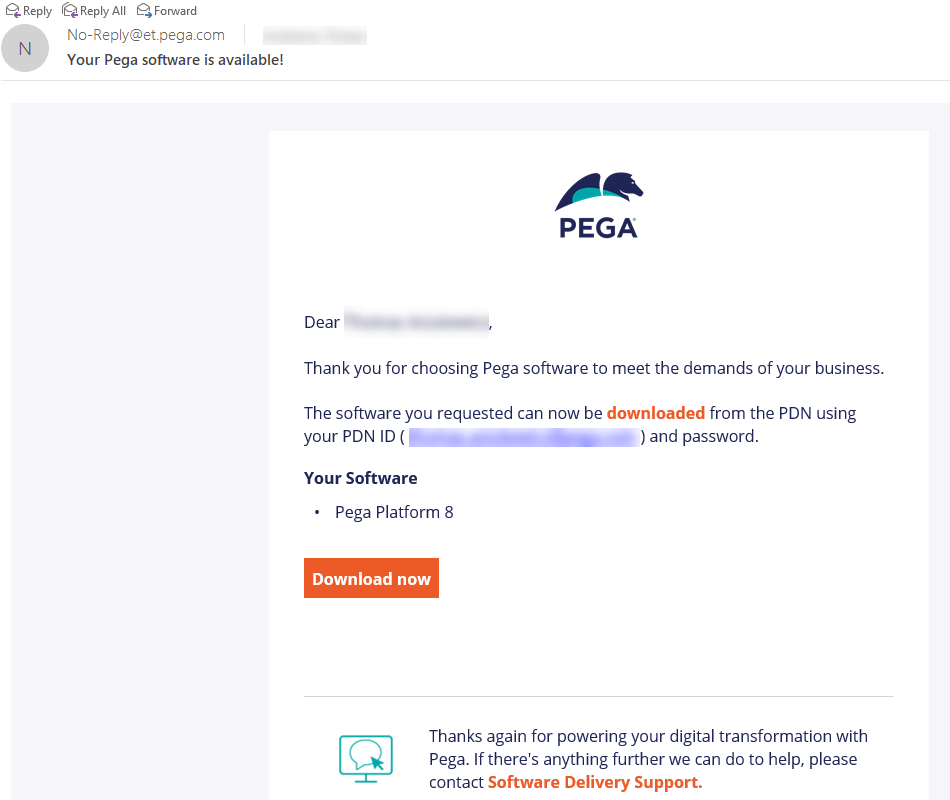 Reply Reply All Forward
N
No-Reply@et.pega.com
Your Pega software is available!
PEGA
Dear ,
Thank you for choosing Pega software to meet the demands of your business.
The software you requested can now be downloaded from the PDN using
your PDN ID ( ) and password.
Your Software
• Pega Platform 8
Download now
Thanks again for powering your digital transformation with
Pega. If there's anything further we can do to help, please
contact Software Delivery Support.